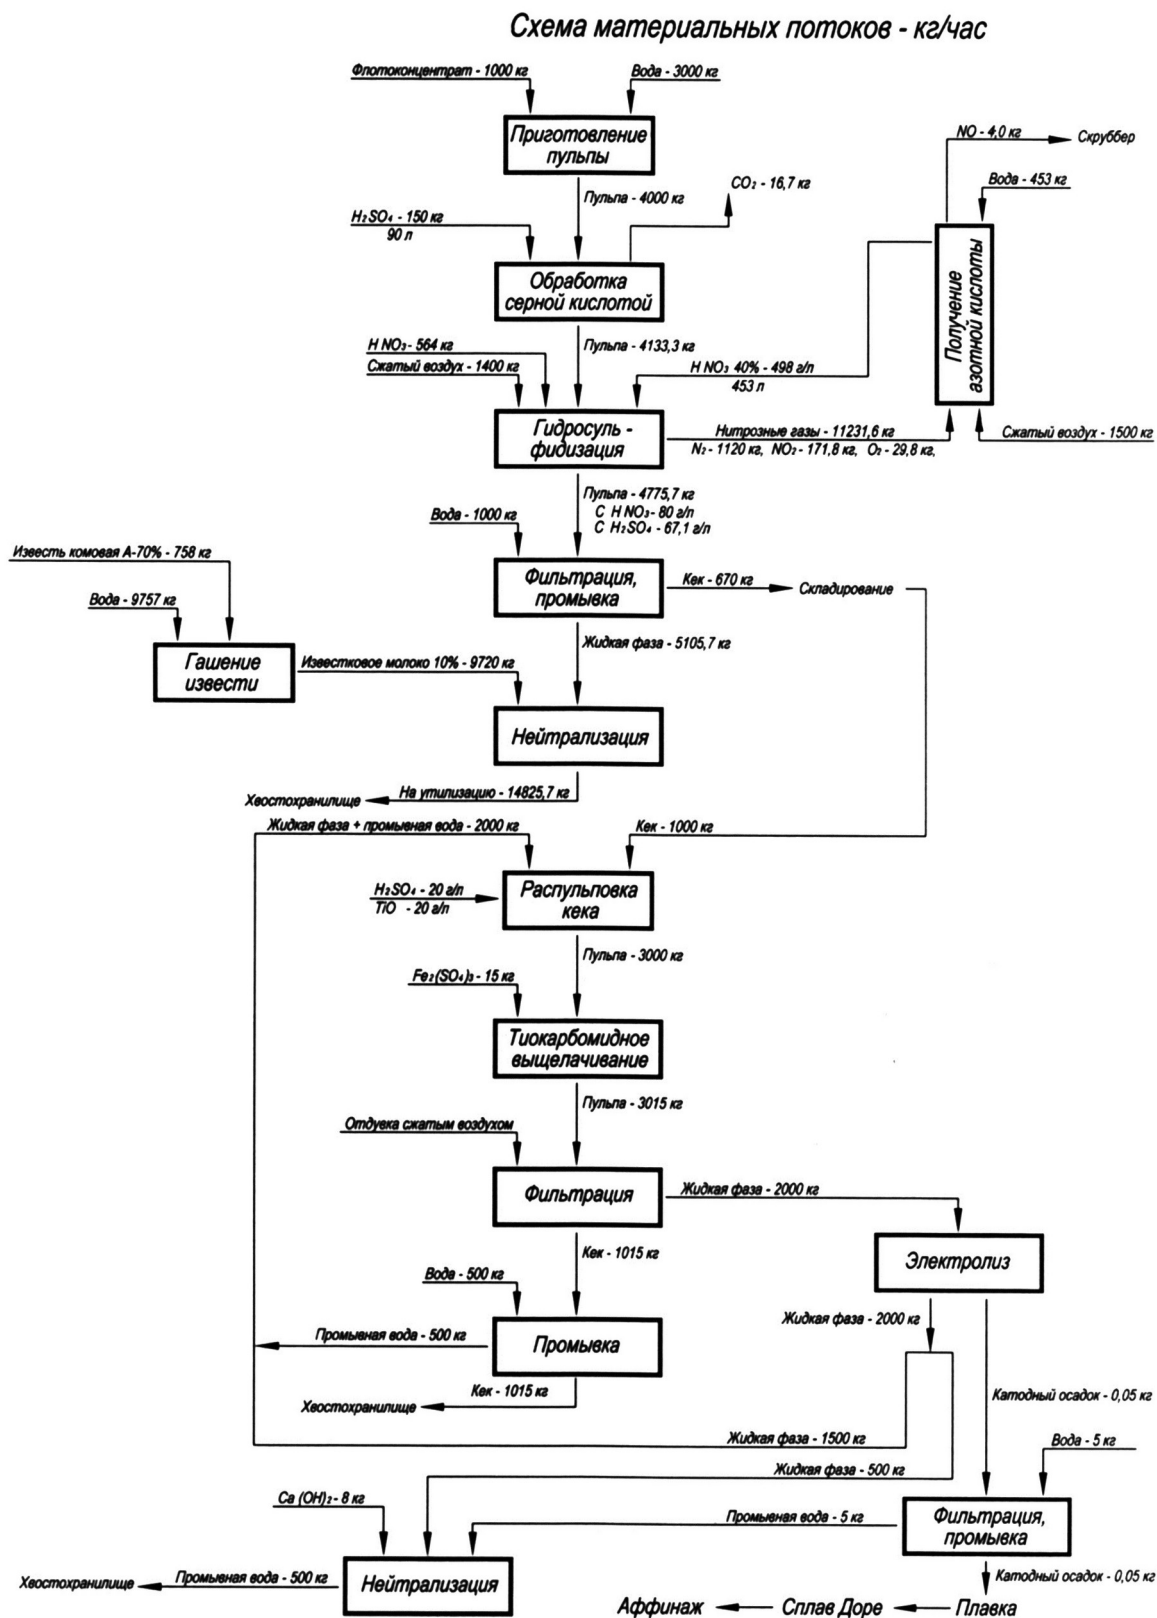 Схема материальных потоков - кг/час
Флотоконцентрат - 1000 кг
Вода - 3000 кг
Приготовление
пульпы
NO - 4,0 кг
Скруббер
Вода - 453 кг
Пульпа - 4000 кг
CO₂ - 16,7 кг
H₂SO₄ - 150 кг
90 л
Обработка
серной кислотой
Получение
азотной кислоты
Пульпа - 4133,3 кг
H NO₃ - 564 кг
Сжатый воздух - 1400 кг
H NO₃ 40% - 498 г/л
453 л
Гидросуль -
фидизация
Нитрозные газы - 11231,6 кг
N₂ - 1120 кг, NO₂ - 171,8 кг, O₂ - 29,8 кг,
Сжатый воздух - 1500 кг
Пульпа - 4775,7 кг
C H NO₃ - 80 г/л
C H₂SO₄ - 67,1 г/л
Вода - 1000 кг
Известь комовая А-70% - 758 кг
Фильтрация,
промывка
Кек - 670 кг
Складирование
Вода - 9757 кг
Гашение
извести
Жидкая фаза - 5105,7 кг
Известковое молоко 10% - 9720 кг
Нейтрализация
На утилизацию - 14825,7 кг
Хвостохранилище
Жидкая фаза + промывная вода - 2000 кг
Кек - 1000 кг
H₂SO₄ - 20 г/л
TiO - 20 г/л
Распульповка
кека
Пульпа - 3000 кг
Fe₂(SO₄)₃ - 15 кг
Тиокарбомидное
выщелачивание
Пульпа - 3015 кг
Отдувка сжатым воздухом
Фильтрация
Жидкая фаза - 2000 кг
Кек - 1015 кг
Электролиз
Вода - 500 кг
Жидкая фаза - 2000 кг
Промывная вода - 500 кг
Промывка
Кек - 1015 кг
Хвостохранилище
Катодный осадок - 0,05 кг
Жидкая фаза - 1500 кг
Вода - 5 кг
Жидкая фаза - 500 кг
Ca (OH)₂ - 8 кг
Промывная вода - 5 кг
Фильтрация,
промывка
Хвостохранилище
Промывная вода - 500 кг
Нейтрализация
Катодный осадок - 0,05 кг
Аффинаж
Сплав Доре
Плавка